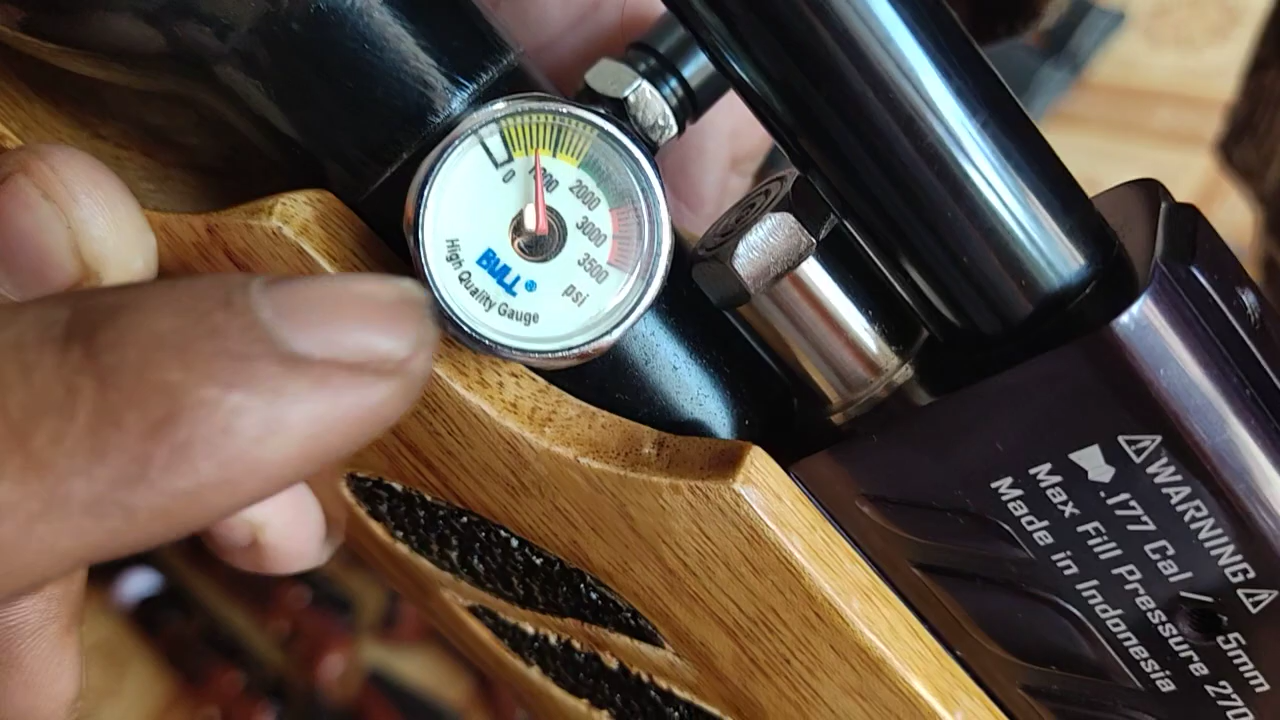 0
1000
2000
3000
3500
psi
BULL®
High Quality Gauge
⚠WARNING⚠
.177 Cal / 5mm
Max Fill Pressure
Made in Indonesia